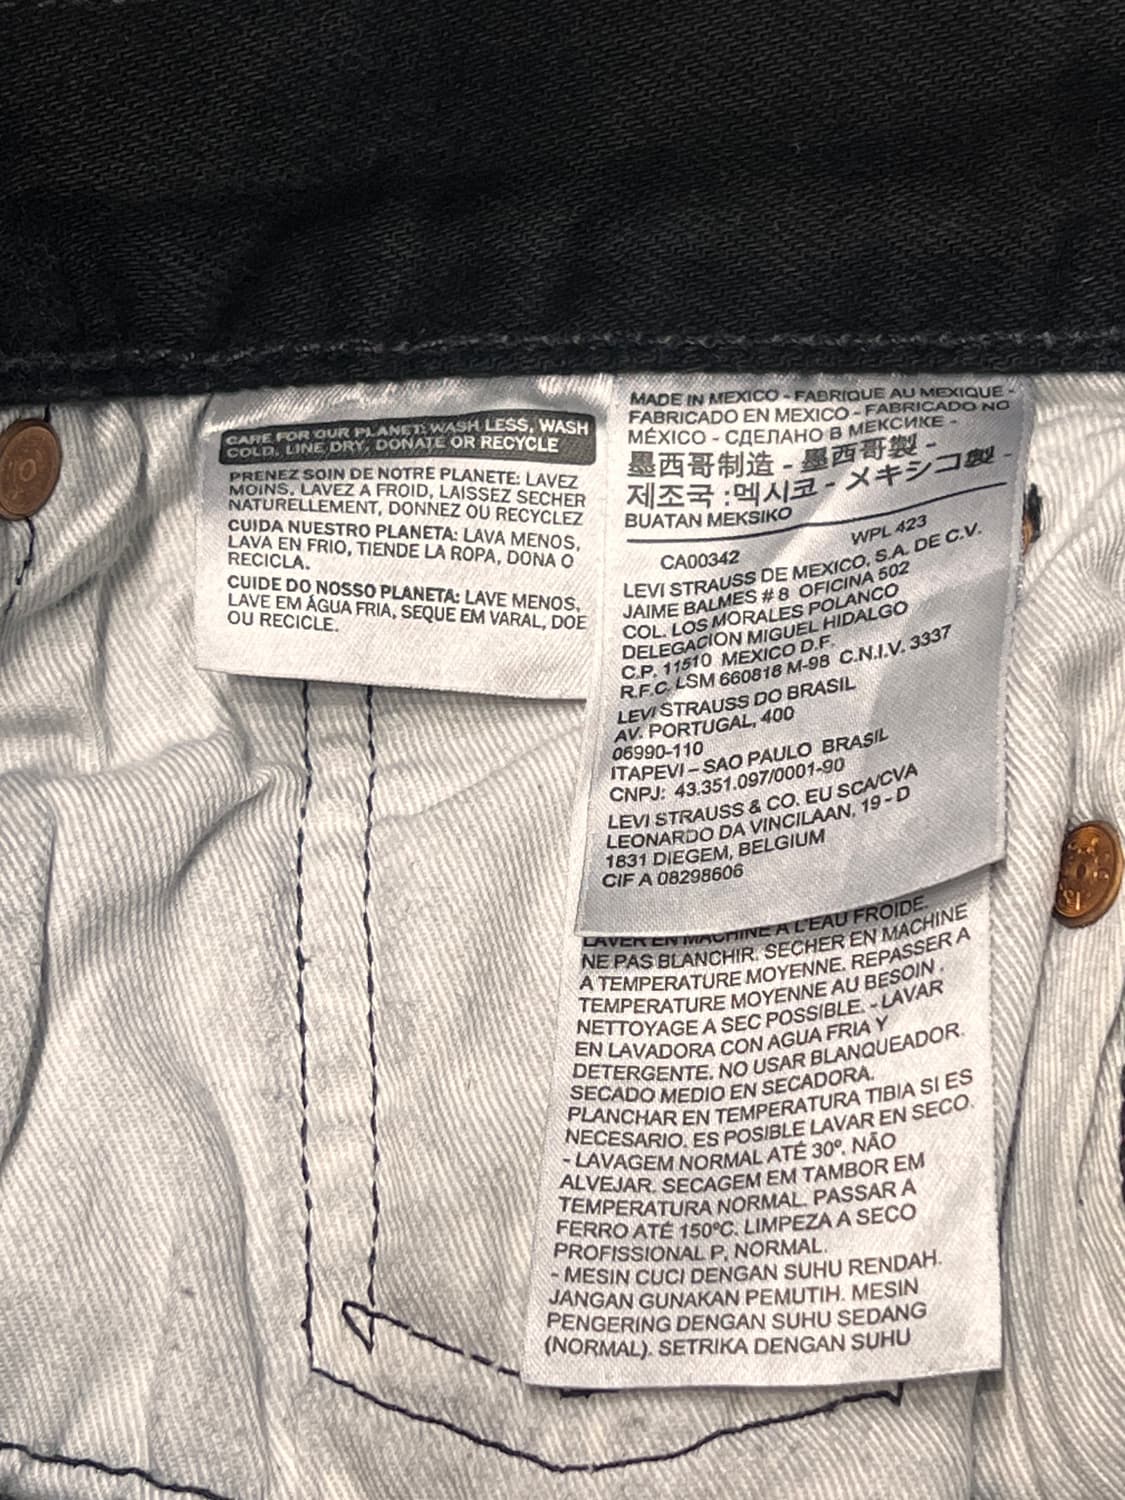 CARE FOR OUR PLANET: WASH LESS, WASH
COLD, LINE DRY, DONATE OR RECYCLE
PRENEZ SOIN DE NOTRE PLANETE: LAVEZ
MOINS, LAVEZ A FROID, LAISSEZ SECHER
NATURELLEMENT, DONNEZ OU RECYCLEZ
CUIDA NUESTRO PLANETA: LAVA MENOS,
LAVA EN FRIO, TIENDE LA ROPA, DONA O
RECICLA.
CUIDE DO NOSSO PLANETA: LAVE MENOS,
LAVE EM ÁGUA FRIA, SEQUE EM VARAL, DOE
OU RECICLE.
MADE IN MEXICO - FABRIQUE AU MEXIQUE -
FABRICADO EN MEXICO - FABRICADO NO
MÉXICO - СДЕЛАНО В МЕКСИКЕ -
墨西哥制造 - 墨西哥製 -
제조국 :멕시코 - メキシコ製 -
BUATAN MEKSIKO
CA00342 WPL 423
LEVI STRAUSS DE MEXICO, S.A. DE C.V.
JAIME BALMES # 8 OFICINA 502
COL. LOS MORALES POLANCO
DELEGACION MIGUEL HIDALGO
C.P. 11510 MEXICO D.F.
R.F.C. LSM 660818 M-98 C.N.I.V. 3337
LEVI STRAUSS DO BRASIL
AV. PORTUGAL, 400
06990-110
ITAPEVI – SAO PAULO BRASIL
CNPJ: 43.351.097/0001-90
LEVI STRAUSS & CO. EU SCA/CVA
LEONARDO DA VINCILAAN, 19 - D
1831 DIEGEM, BELGIUM
CIF A 08298606
LAVER EN MACHINE A L'EAU FROIDE.
NE PAS BLANCHIR. SECHER EN MACHINE
A TEMPERATURE MOYENNE. REPASSER A
TEMPERATURE MOYENNE AU BESOIN .
NETTOYAGE A SEC POSSIBLE. - LAVAR
EN LAVADORA CON AGUA FRIA Y
DETERGENTE. NO USAR BLANQUEADOR.
SECADO MEDIO EN SECADORA.
PLANCHAR EN TEMPERATURA TIBIA SI ES
NECESARIO. ES POSIBLE LAVAR EN SECO.
- LAVAGEM NORMAL ATÉ 30º. NÃO
ALVEJAR. SECAGEM EM TAMBOR EM
TEMPERATURA NORMAL. PASSAR A
FERRO ATÉ 150ºC. LIMPEZA A SECO
PROFISSIONAL P, NORMAL.
- MESIN CUCI DENGAN SUHU RENDAH.
JANGAN GUNAKAN PEMUTIH. MESIN
PENGERING DENGAN SUHU SEDANG
(NORMAL). SETRIKA DENGAN SUHU